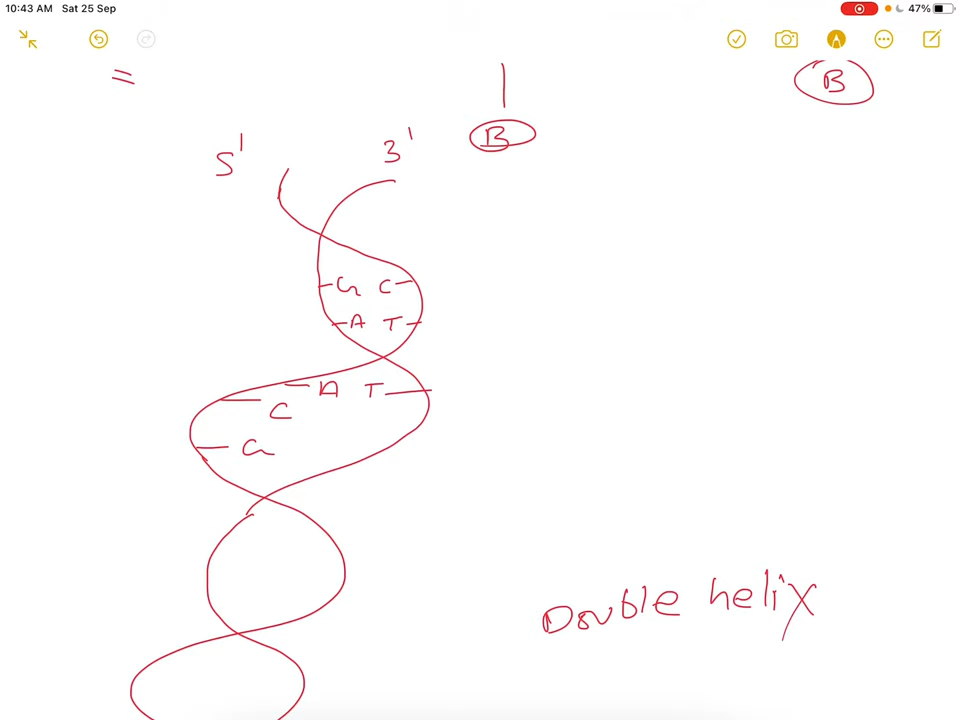 10:43 AM Sat 25 Sep 47%
=
B
B
5' 3'
G C
A T
A T
C
G
Double helix